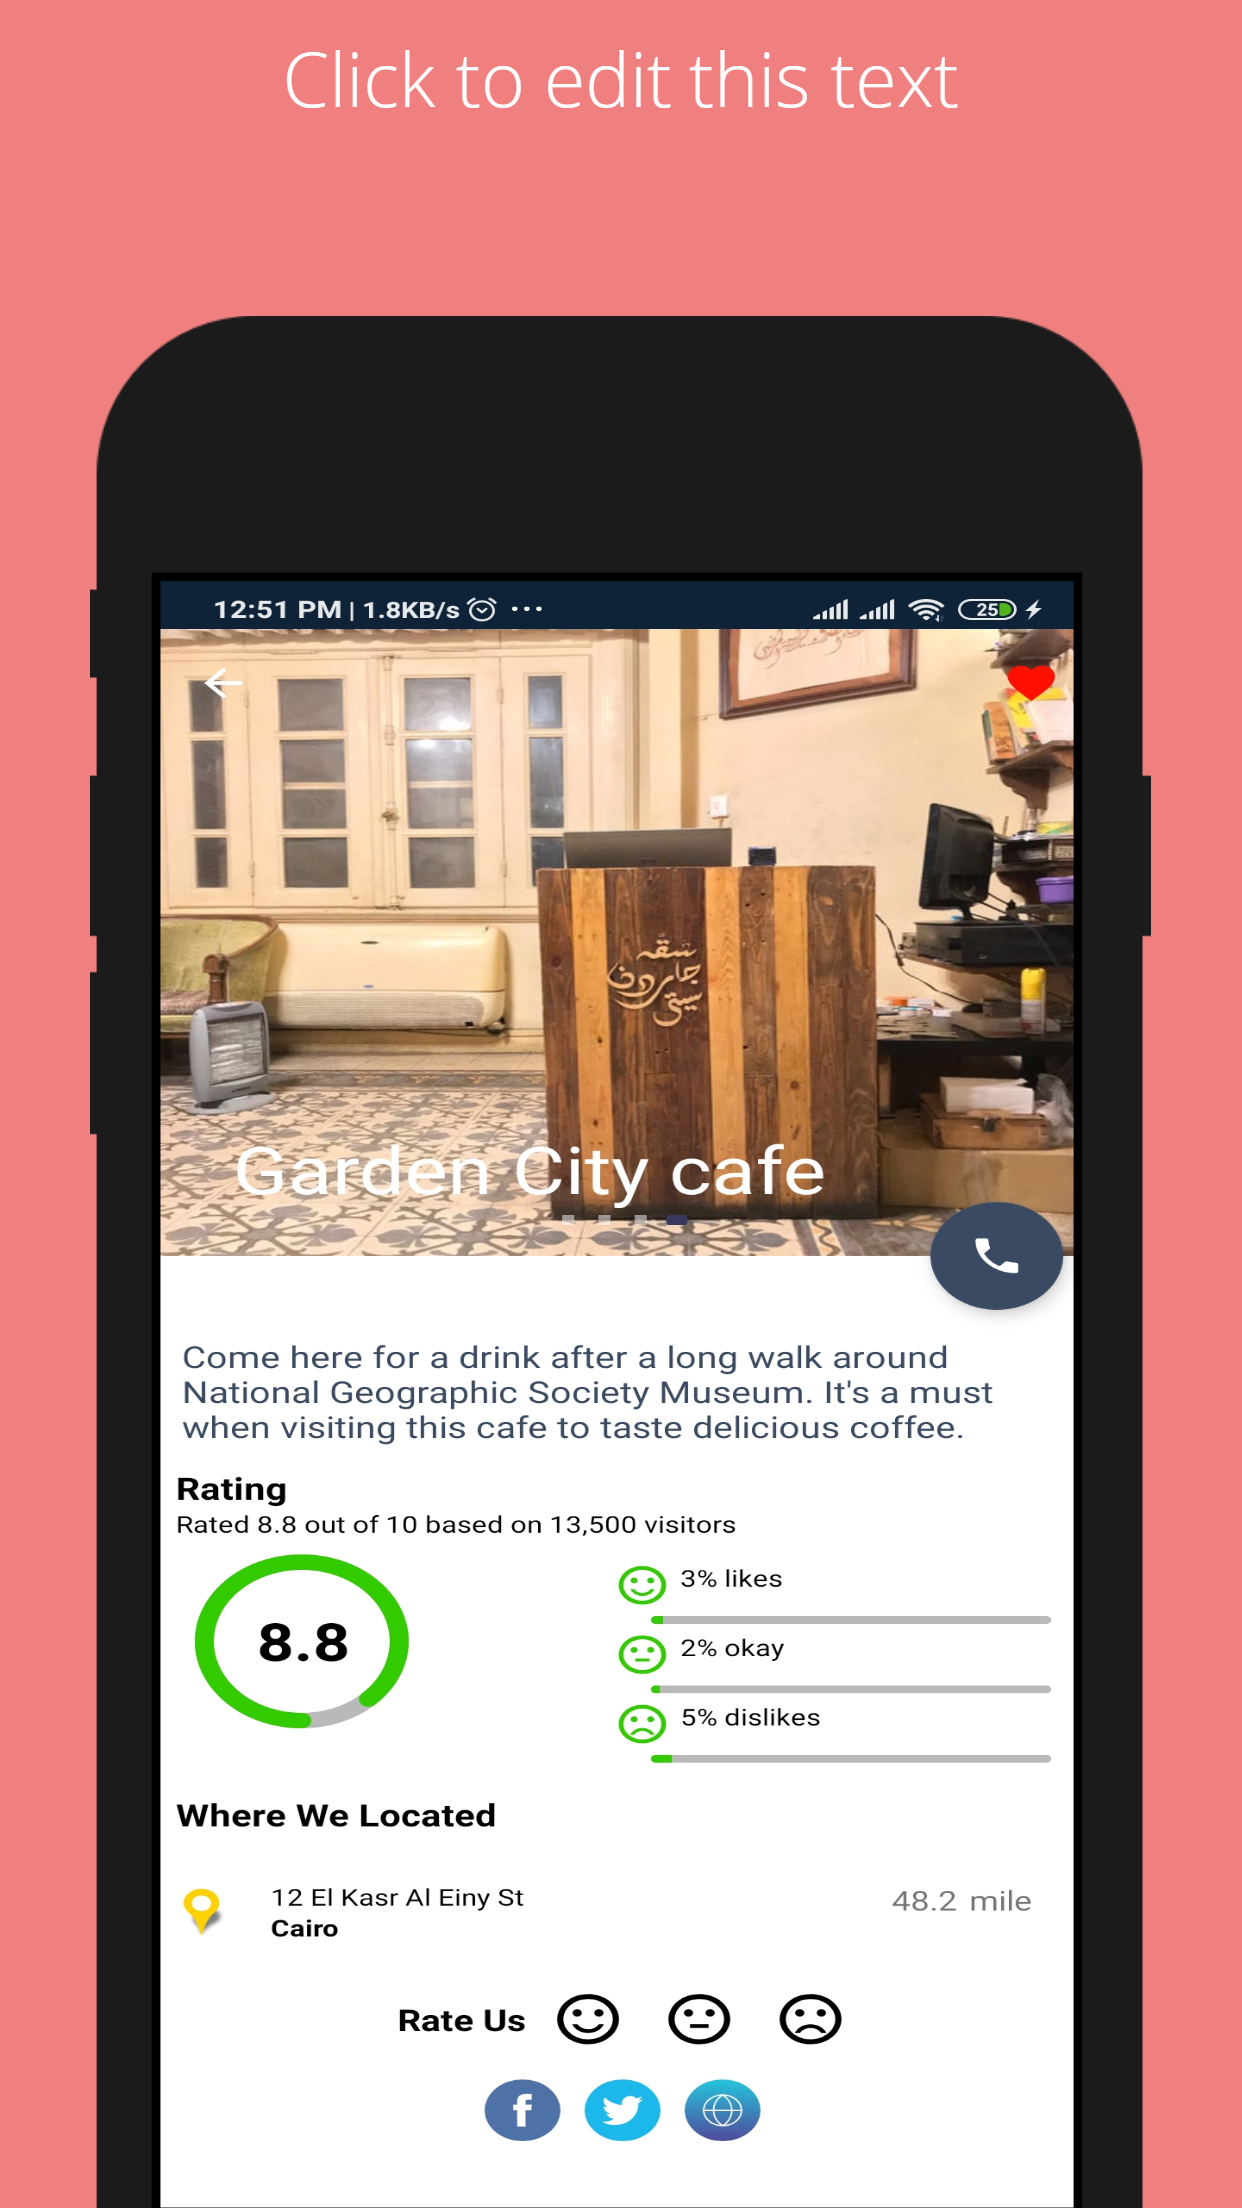 Click to edit this text
12:51 PM | 1.8KB/s ...
25
شقة
جاردن
سيتي
Garden City cafe
Come here for a drink after a long walk around
National Geographic Society Museum. It's a must
when visiting this cafe to taste delicious coffee.
Rating
Rated 8.8 out of 10 based on 13,500 visitors
8.8
3% likes
2% okay
5% dislikes
Where We Located
12 El Kasr Al Einy St
48.2 mile
Cairo
Rate Us
f